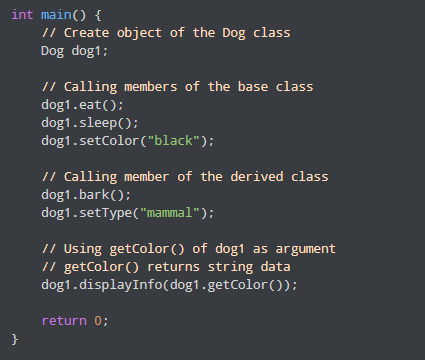 int main() {
    // Create object of the Dog class
    Dog dog1;

    // Calling members of the base class
    dog1.eat();
    dog1.sleep();
    dog1.setColor("black");

    // Calling member of the derived class
    dog1.bark();
    dog1.setType("mammal");

    // Using getColor() of dog1 as argument
    // getColor() returns string data
    dog1.displayInfo(dog1.getColor());

    return 0;
}